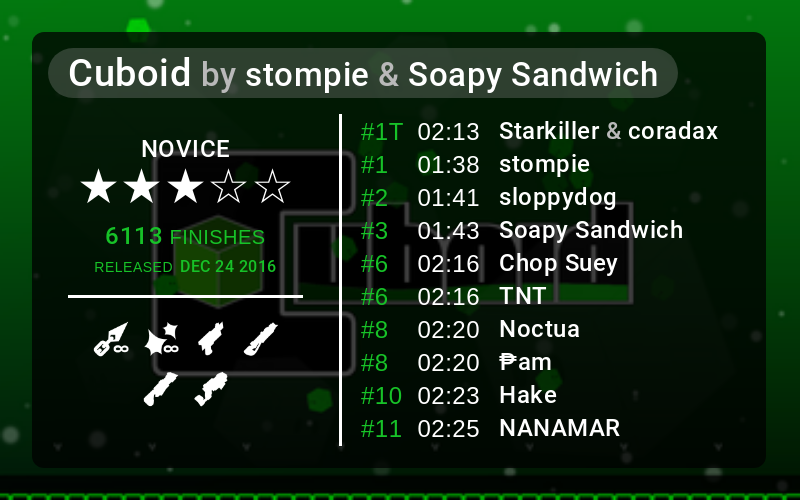 Cuboid by stompie & Soapy Sandwich
NOVICE
★★★☆☆
6113 FINISHES
RELEASED DEC 24 2016
∞ ∞
#1T 02:13 Starkiller & coradax
#1 01:38 stompie
#2 01:41 sloppydog
#3 01:43 Soapy Sandwich
#6 02:16 Chop Suey
#6 02:16 TNT
#8 02:20 Noctua
#8 02:20 ₱am
#10 02:23 Hake
#11 02:25 NANAMAR